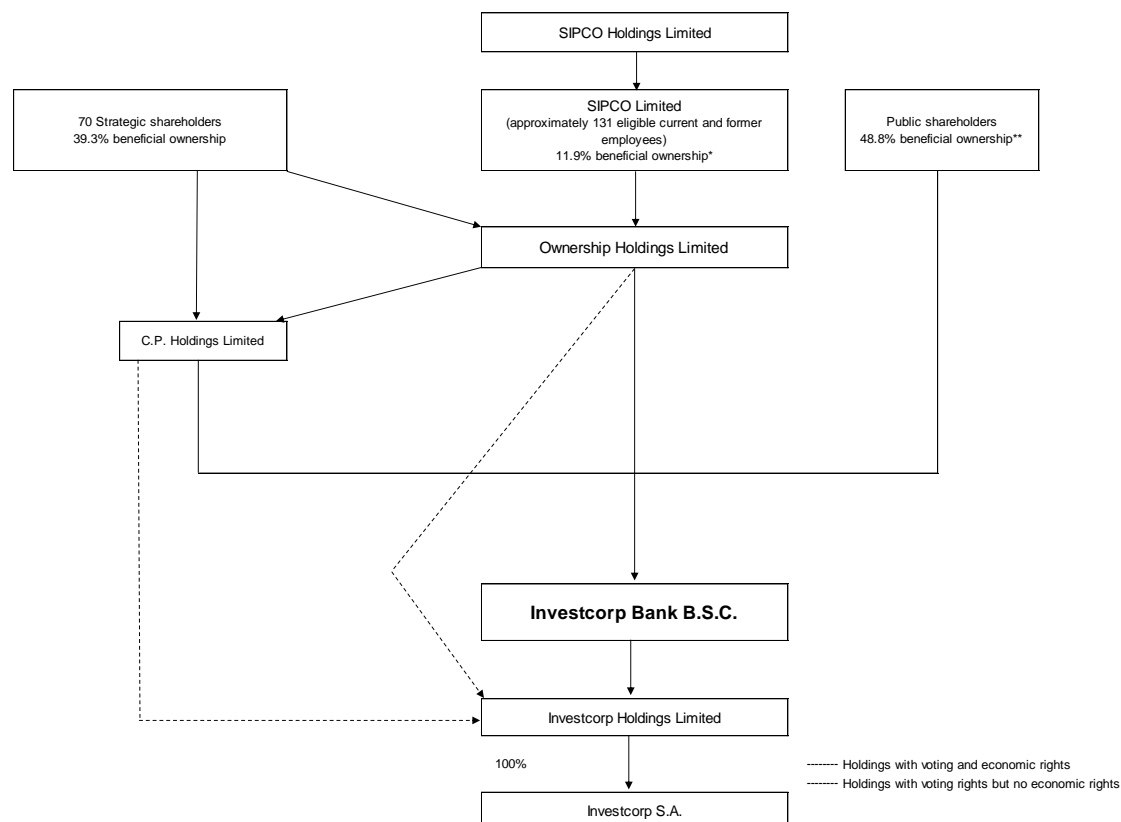 SIPCO Holdings Limited
70 Strategic shareholders
39.3% beneficial ownership
SIPCO Limited
(approximately 131 eligible current and former
employees)
11.9% beneficial ownership*
Public shareholders
48.8% beneficial ownership**
Ownership Holdings Limited
C.P. Holdings Limited
Investcorp Bank B.S.C.
Investcorp Holdings Limited
100%
-------- Holdings with voting and economic rights
-------- Holdings with voting rights but no economic rights
Investcorp S.A.